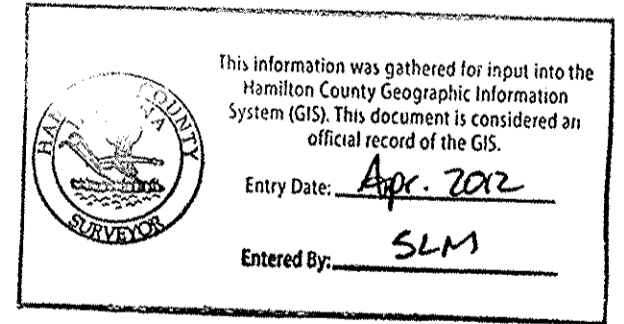 This information was gathered for input into the
Hamilton County Geographic Information
System (GIS). This document is considered an
official record of the GIS.
Entry Date: Apr. 2012
Entered By: SLM
COUNTY
SURVEYOR